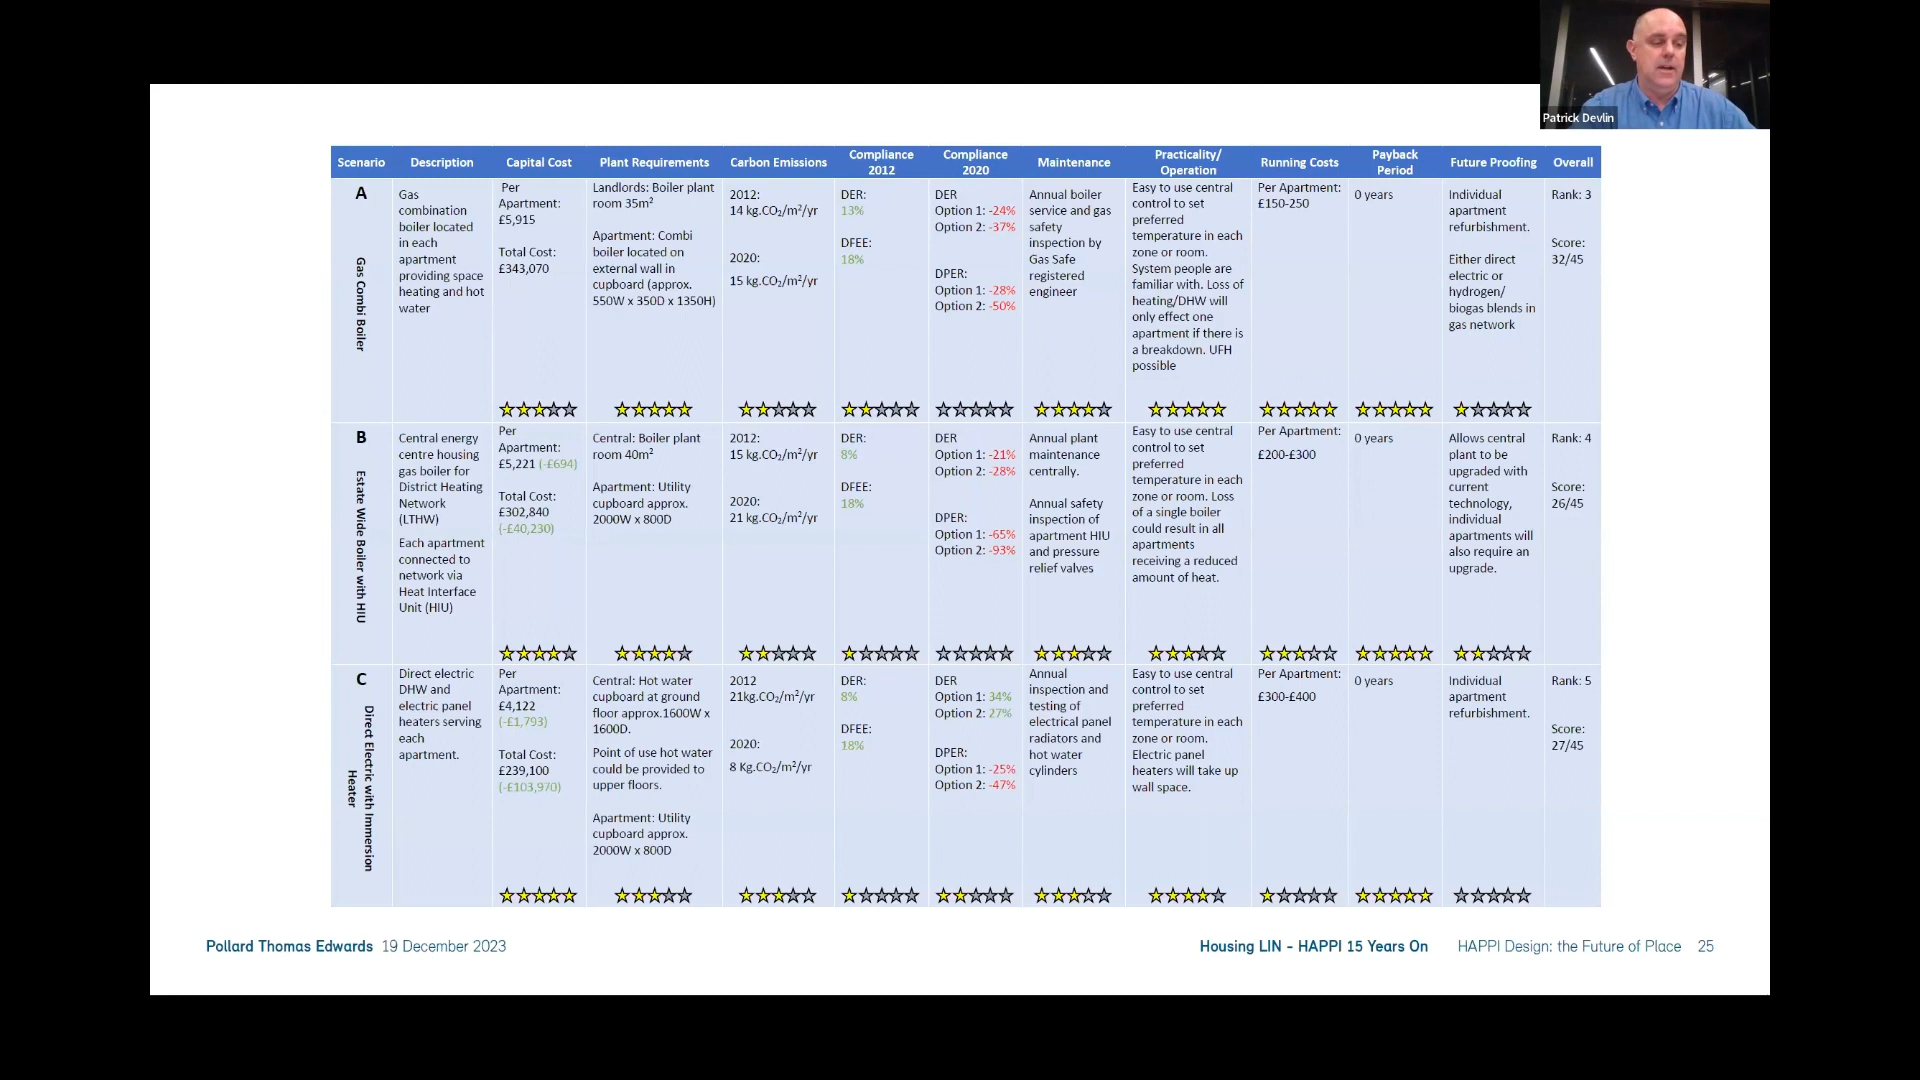 Patrick Devlin
Scenario
Description
Capital Cost
Plant Requirements
Carbon Emissions
Compliance
2012
Compliance
2020
Maintenance
Practicality/
Operation
Running Costs
Payback
Period
Future Proofing
Overall
A
Gas Combi Boiler
Gas
combination
boiler located
in each
apartment
providing space
heating and hot
water
Per
Apartment:
£5,915
Total Cost:
£343,070
Landlords: Boiler plant
room 35m²
Apartment: Combi
boiler located on
external wall in
cupboard (approx.
550W x 350D x 1350H)
2012:
14 kg.CO₂/m²/yr
2020:
15 kg.CO₂/m²/yr
DER:
13%
DFEE:
18%
DER
Option 1: -24%
Option 2: -37%
DPER:
Option 1: -28%
Option 2: -50%
Annual boiler
service and gas
safety
inspection by
Gas Safe
registered
engineer
Easy to use central
control to set
preferred
temperature in each
zone or room.
System people are
familiar with. Loss of
heating/DHW will
only effect one
apartment if there is
a breakdown. UFH
possible
Per Apartment:
£150-250
0 years
Individual
apartment
refurbishment.
Either direct
electric or
hydrogen/
biogas blends in
gas network
Rank: 3
Score:
32/45
B
Estate Wide Boiler with HIU
Central energy
centre housing
gas boiler for
District Heating
Network
(LTHW)
Each apartment
connected to
network via
Heat Interface
Unit (HIU)
Per
Apartment:
£5,221 (-£694)
Total Cost:
£302,840
(-£40,230)
Central: Boiler plant
room 40m²
Apartment: Utility
cupboard approx.
2000W x 800D
2012:
15 kg.CO₂/m²/yr
2020:
21 kg.CO₂/m²/yr
DER:
8%
DFEE:
18%
DER
Option 1: -21%
Option 2: -28%
DPER:
Option 1: -65%
Option 2: -93%
Annual plant
maintenance
centrally.
Annual safety
inspection of
apartment HIU
and pressure
relief valves
Easy to use central
control to set
preferred
temperature in each
zone or room. Loss
of a single boiler
could result in all
apartments
receiving a reduced
amount of heat.
Per Apartment:
£200-£300
0 years
Allows central
plant to be
upgraded with
current
technology,
individual
apartments will
also require an
upgrade.
Rank: 4
Score:
26/45
C
Direct Electric with Immersion
Heater
Direct electric
DHW and
electric panel
heaters serving
each
apartment.
Per
Apartment:
£4,122
(-£1,793)
Total Cost:
£239,100
(-£103,970)
Central: Hot water
cupboard at ground
floor approx.1600W x
1600D.
Point of use hot water
could be provided to
upper floors.
Apartment: Utility
cupboard approx.
2000W x 800D
2012
21kg.CO₂/m²/yr
2020:
8 Kg.CO₂/m²/yr
DER:
8%
DFEE:
18%
DER
Option 1: 34%
Option 2: 27%
DPER:
Option 1: -25%
Option 2: -47%
Annual
inspection and
testing of
electrical panel
radiators and
hot water
cylinders
Easy to use central
control to set
preferred
temperature in each
zone or room.
Electric panel
heaters will take up
wall space.
Per Apartment:
£300-£400
0 years
Individual
apartment
refurbishment.
Rank: 5
Score:
27/45
Pollard Thomas Edwards 19 December 2023
Housing LIN - HAPPI 15 Years On HAPPI Design: the Future of Place 25